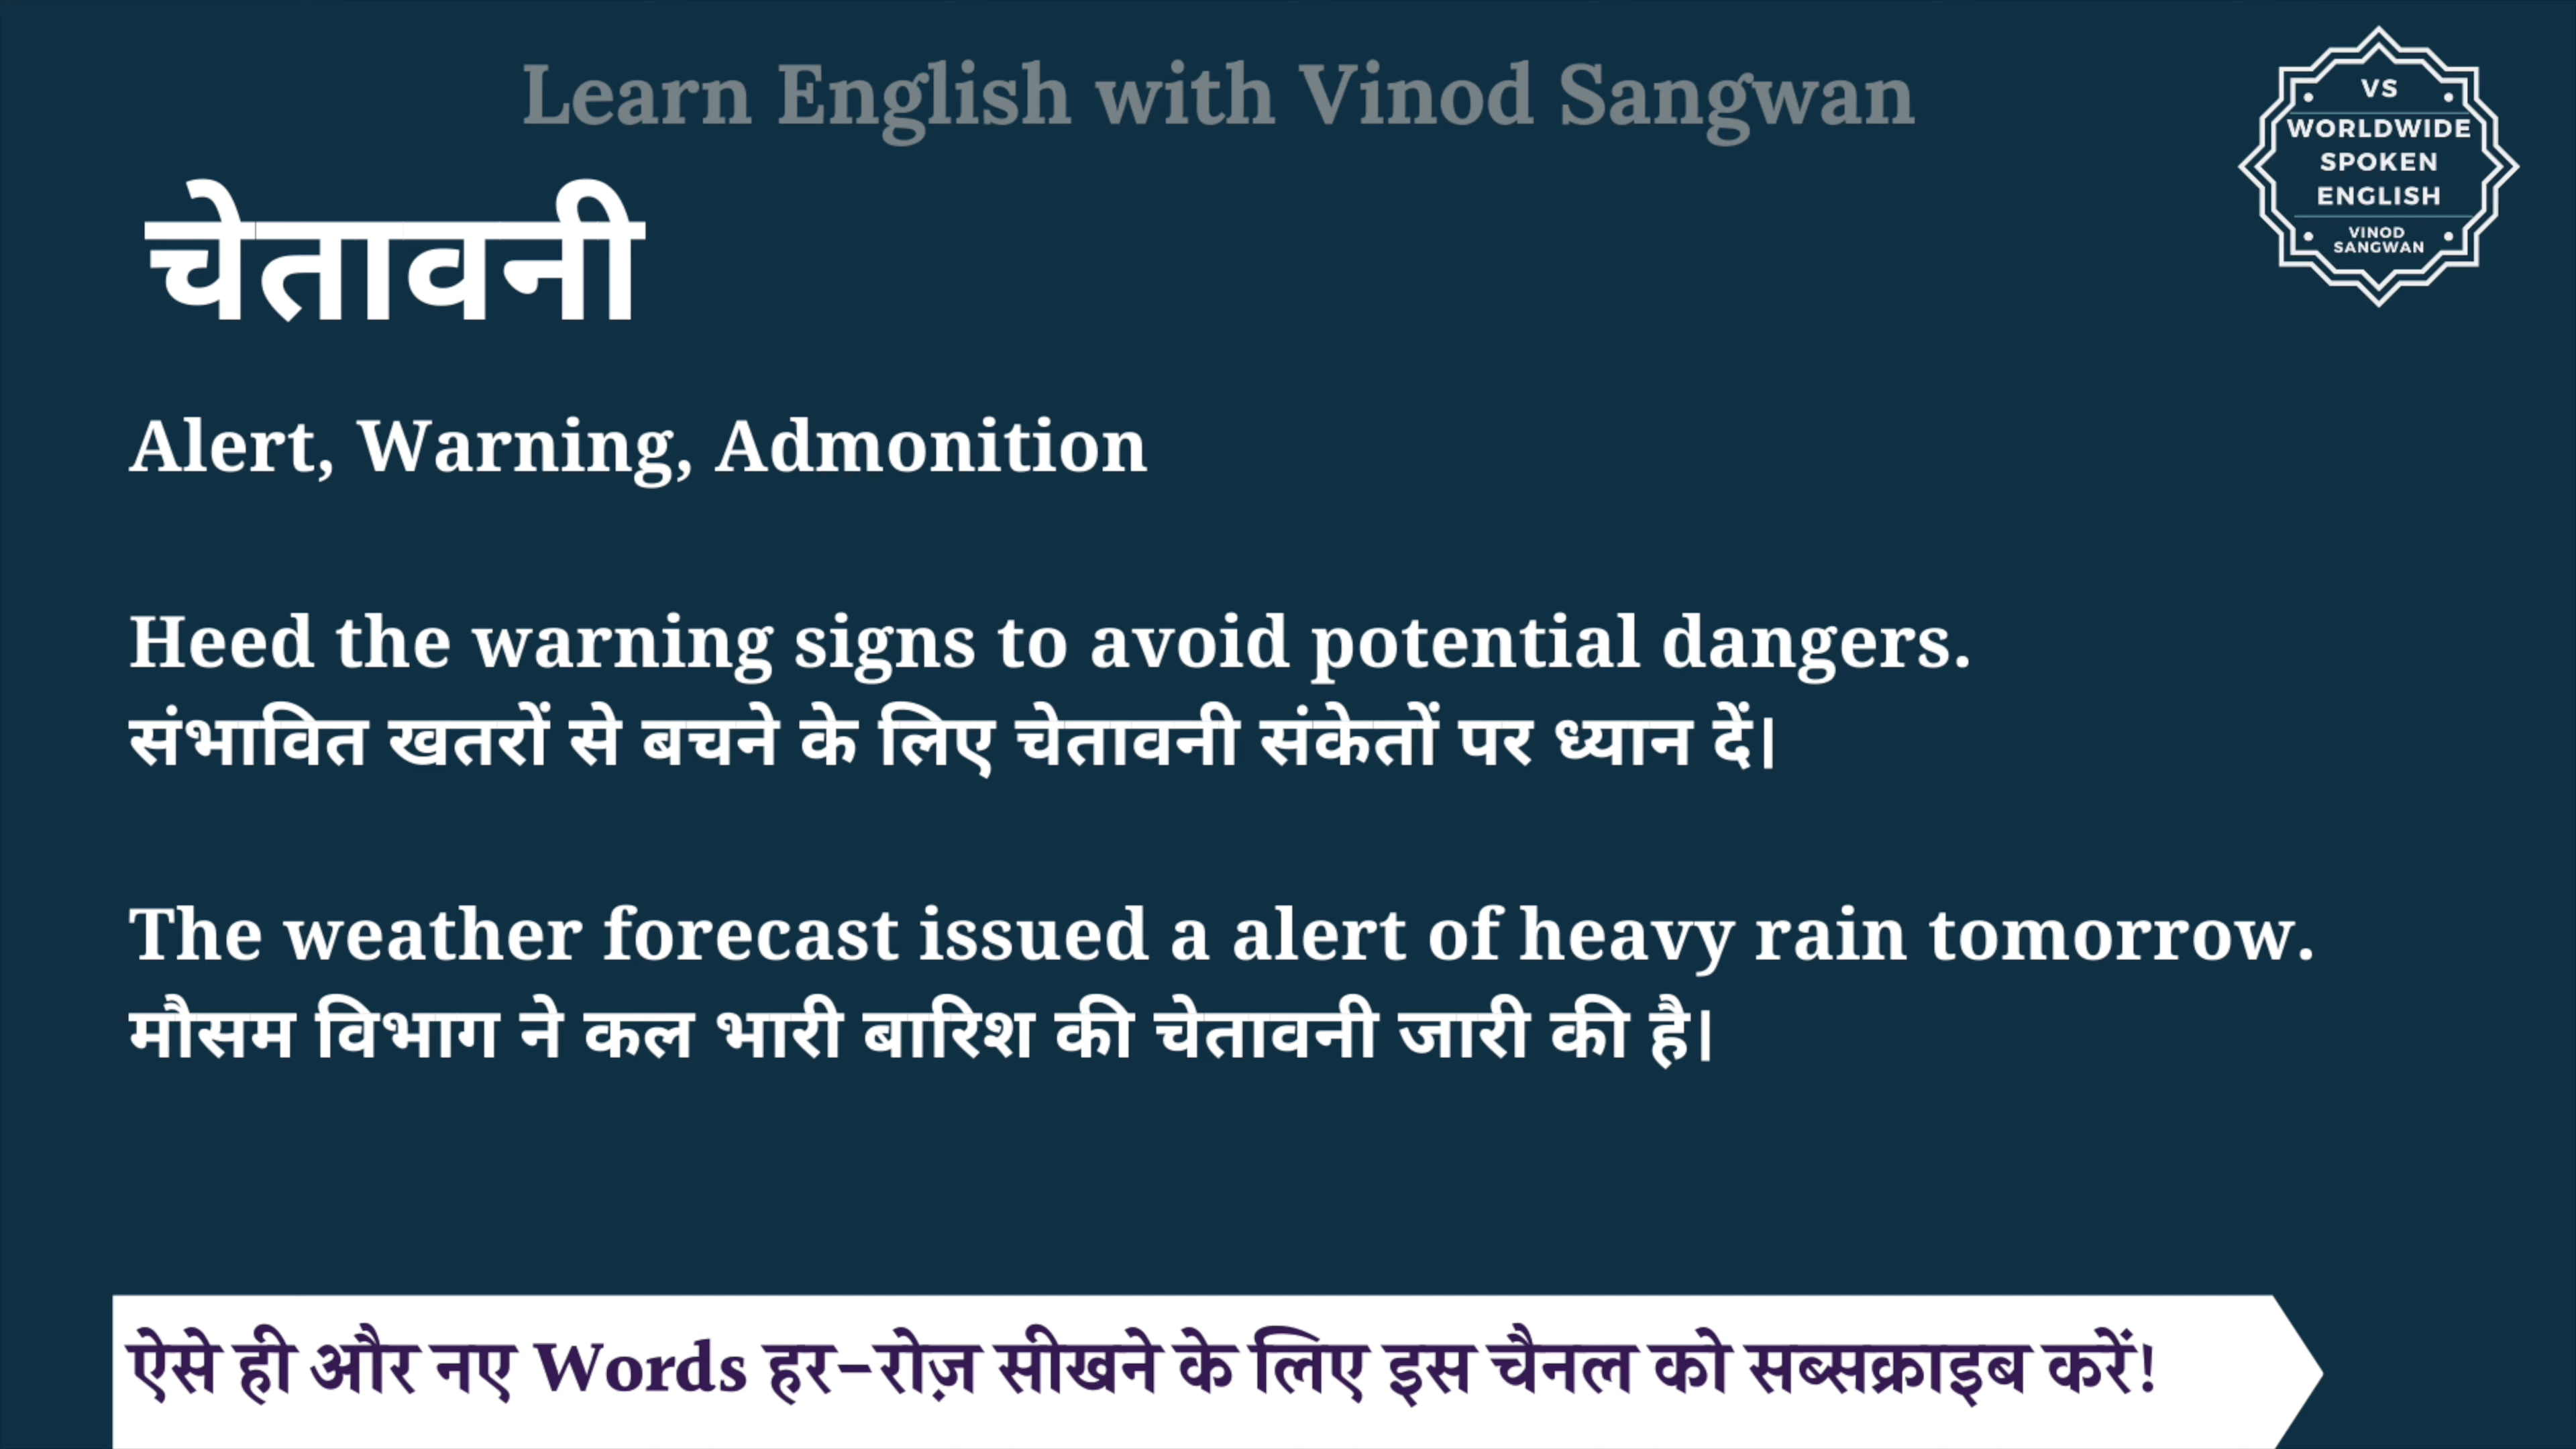 Learn English with Vinod Sangwan
VS
WORLDWIDE
SPOKEN
ENGLISH
VINOD
SANGWAN
चेतावनी
Alert, Warning, Admonition
Heed the warning signs to avoid potential dangers.
संभावित खतरों से बचने के लिए चेतावनी संकेतों पर ध्यान दें।
The weather forecast issued a alert of heavy rain tomorrow.
मौसम विभाग ने कल भारी बारिश की चेतावनी जारी की है।
ऐसे ही और नए Words हर–रोज़ सीखने के लिए इस चैनल को सब्सक्राइब करें!